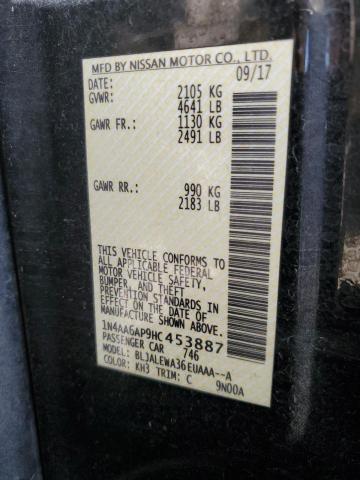 MFD BY NISSAN MOTOR CO., LTD.
DATE: 09/17
GVWR: 2105 KG
4641 LB
GAWR FR.: 1130 KG
2491 LB
GAWR RR.: 990 KG
2183 LB
THIS VEHICLE CONFORMS TO
ALL APPLICABLE FEDERAL
MOTOR VEHICLE SAFETY,
BUMPER, AND THEFT
PREVENTION STANDARDS IN
EFFECT ON THE DATE OF
MANUFACTURE SHOWN ABOVE.
1N4AA6AP9HC453887
PASSENGER CAR 746
MODEL: BLJALEWA36EUAAA--A
COLOR: KH3 TRIM: C 9N00A